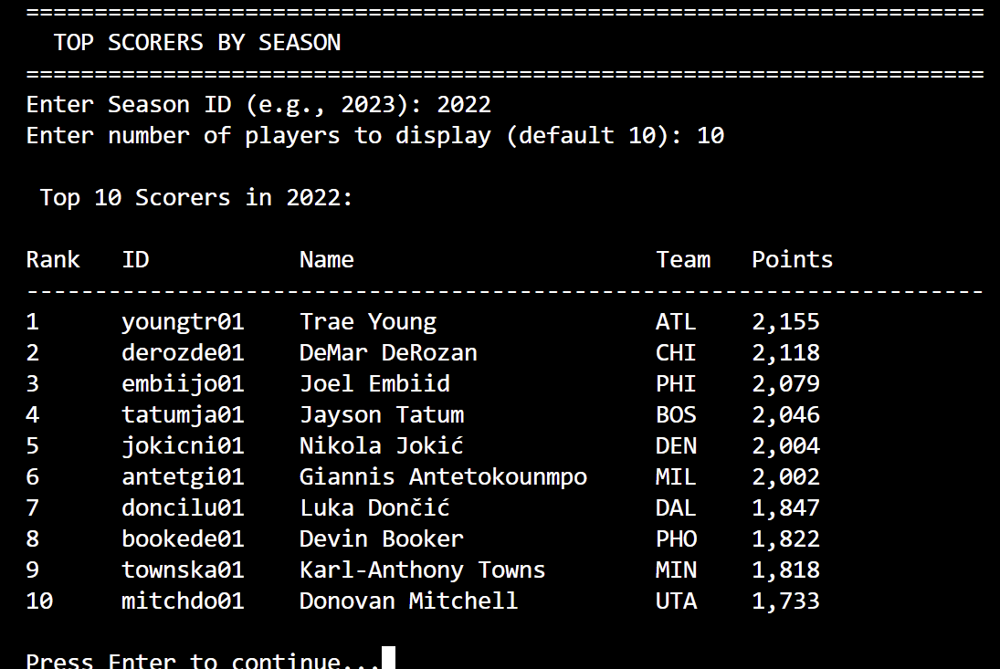 ======================================================================
  TOP SCORERS BY SEASON
======================================================================
Enter Season ID (e.g., 2023): 2022
Enter number of players to display (default 10): 10

 Top 10 Scorers in 2022:

Rank   ID           Name                      Team   Points
----------------------------------------------------------------------
1      youngtr01    Trae Young                ATL    2,155
2      derozde01    DeMar DeRozan             CHI    2,118
3      embiijo01    Joel Embiid               PHI    2,079
4      tatumja01    Jayson Tatum              BOS    2,046
5      jokicni01    Nikola Jokić              DEN    2,004
6      antetgi01    Giannis Antetokounmpo     MIL    2,002
7      doncilu01    Luka Dončić               DAL    1,847
8      bookede01    Devin Booker              PHO    1,822
9      townska01    Karl-Anthony Towns        MIN    1,818
10     mitchdo01    Donovan Mitchell          UTA    1,733

Press Enter to continue...